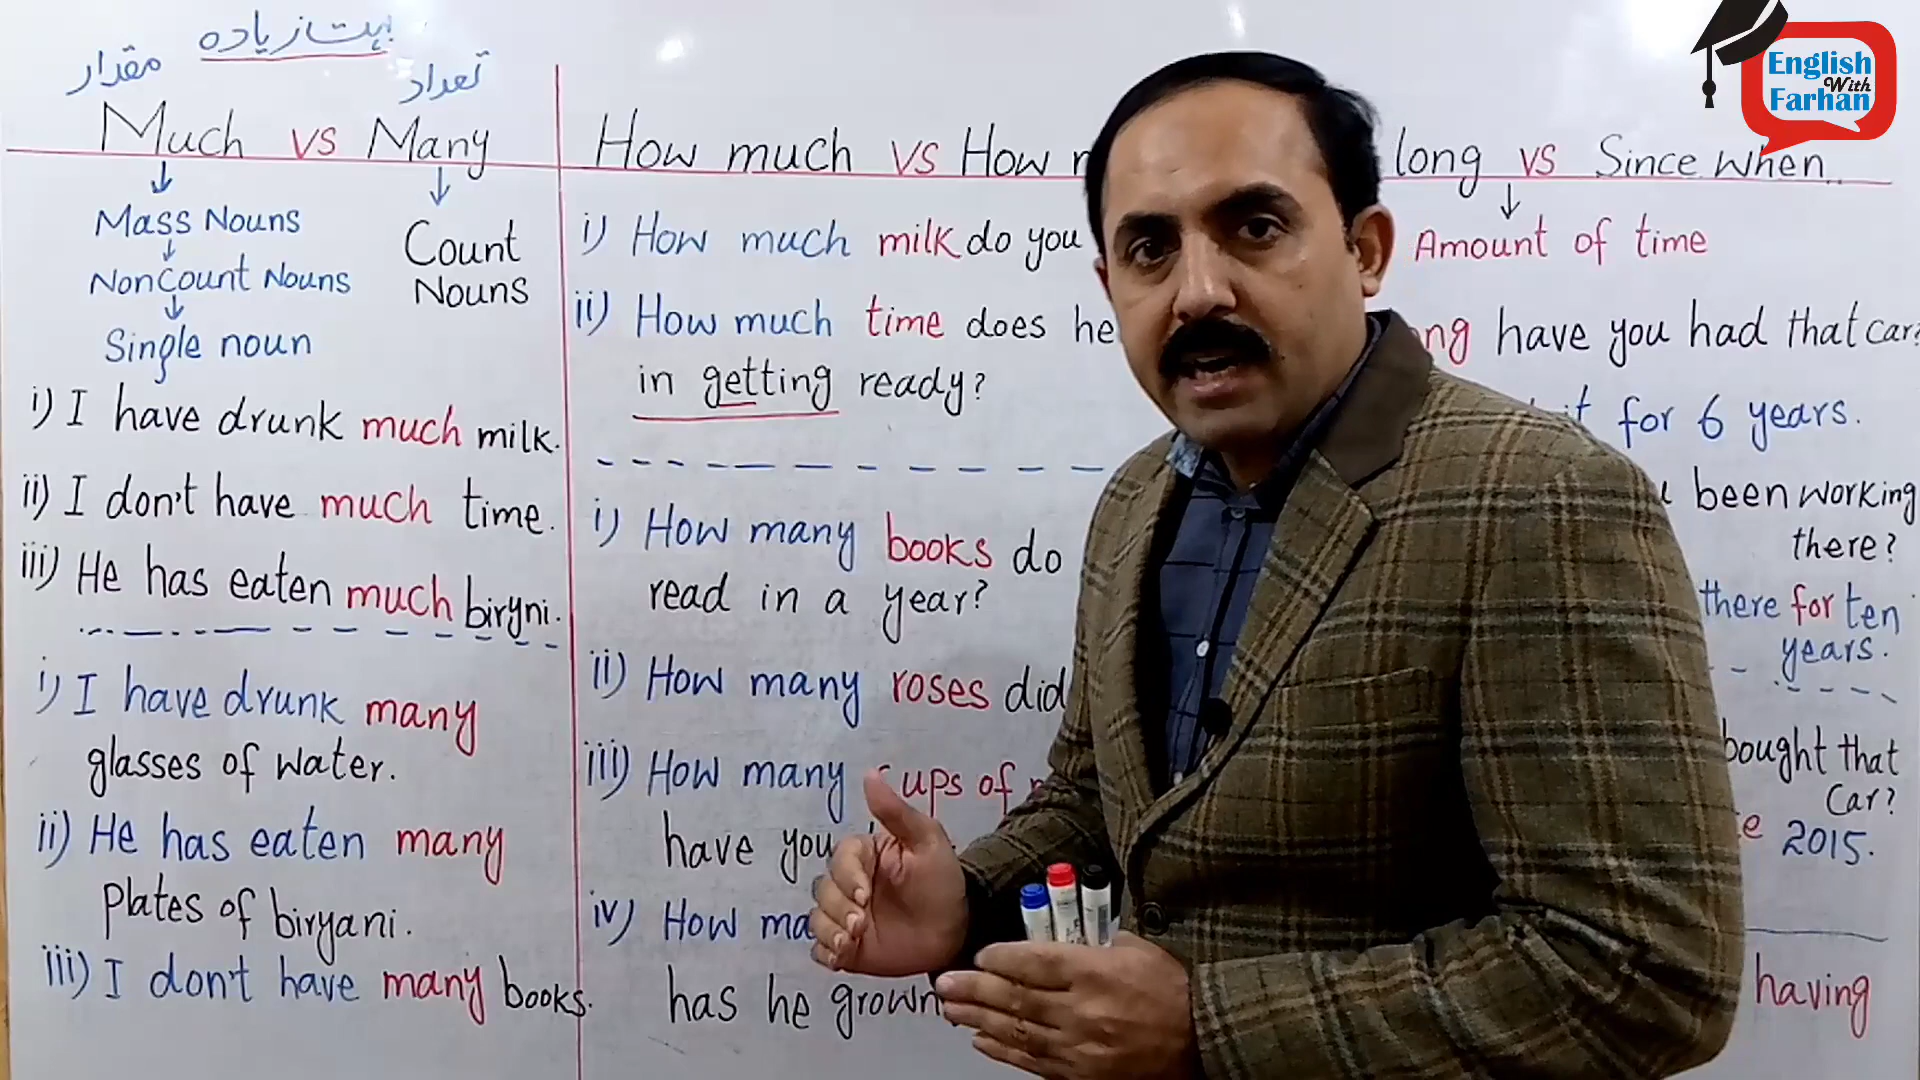 بہت زیادہ
مقدار
تعداد
Much vs Many
Mass Nouns
NonCount Nouns
Single noun
Count
Nouns
i) I have drunk much milk.
ii) I don't have much time.
iii) He has eaten much biryni.
i) I have drunk many
glasses of water.
ii) He has eaten many
plates of biryani.
iii) I don't have many books.
How much vs How
i) How much milk do you
ii) How much time does he
in getting ready?
i) How many books do
read in a year?
ii) How many roses did
iii) How many cups of
have you
iv) How
has he grown
long vs Since when
Amount of time
have you had that car?
for 6 years.
been working
there?
there for ten
years.
bought that
Car?
2015.
having
English
With
Farhan